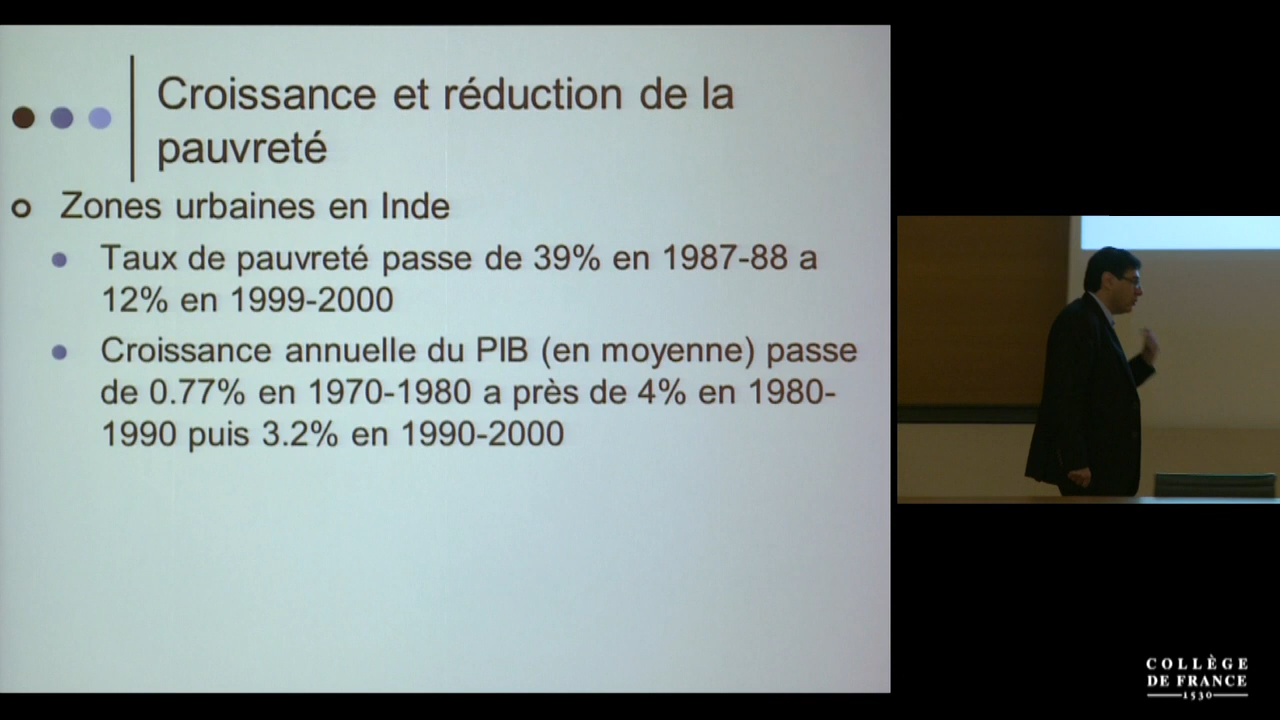 Croissance et réduction de la
pauvreté
Zones urbaines en Inde
Taux de pauvreté passe de 39% en 1987-88 a
12% en 1999-2000
Croissance annuelle du PIB (en moyenne) passe
de 0.77% en 1970-1980 a près de 4% en 1980-
1990 puis 3.2% en 1990-2000
COLLÈGE
DE FRANCE
1530